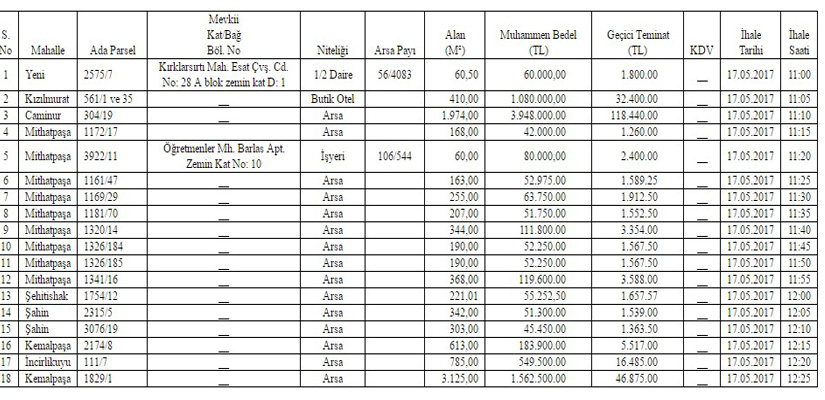 S. No Mahalle Ada Parsel Mevkii Kat/Bağ Böl. No Niteliği Arsa Payı Alan (M²) Muhammen Bedel (TL) Geçici Teminat (TL) KDV İhale Tarihi İhale Saati
1 Yeni 2575/7 Kırklarsırtı Mah. Esat Çvş. Cd. No: 28 A blok zemin kat D: 1 1/2 Daire 56/4083 60,50 60.000,00 1.800.00 __ 17.05.2017 11:00
2 Kızılmurat 561/1 ve 35 __ Butik Otel 410,00 1.080.000,00 32.400.00 __ 17.05.2017 11:05
3 Caminur 304/19 __ Arsa 1.974,00 3.948.000,00 118.440.00 __ 17.05.2017 11:10
4 Mithatpaşa 1172/17 __ Arsa 168,00 42.000.00 1.260.00 __ 17.05.2017 11:15
5 Mithatpaşa 3922/11 Öğretmenler Mh. Barlas Apt. Zemin Kat No: 10 İşyeri 106/544 60,00 80.000,00 2.400.00 __ 17.05.2017 11:20
6 Mithatpaşa 1161/47 __ Arsa 163,00 52.975.00 1.589.25 __ 17.05.2017 11:25
7 Mithatpaşa 1169/29 __ Arsa 255,00 63.750.00 1.912.50 __ 17.05.2017 11:30
8 Mithatpaşa 1181/70 __ Arsa 207,00 51.750.00 1.552.50 __ 17.05.2017 11:35
9 Mithatpaşa 1320/14 __ Arsa 344,00 111.800.00 3.354.00 __ 17.05.2017 11:40
10 Mithatpaşa 1326/184 __ Arsa 190,00 52.250.00 1.567.50 __ 17.05.2017 11:45
11 Mithatpaşa 1326/185 __ Arsa 190,00 52.250.00 1.567.50 __ 17.05.2017 11:50
12 Mithatpaşa 1341/16 __ Arsa 368,00 119.600.00 3.588.00 __ 17.05.2017 11:55
13 Şehitishak 1754/12 __ Arsa 221,01 55.252,50 1.657.57 __ 17.05.2017 12:00
14 Şahin 2315/5 __ Arsa 342,00 51.300.00 1.539.00 __ 17.05.2017 12:05
15 Şahin 3076/19 __ Arsa 303,00 45.450.00 1.363.50 __ 17.05.2017 12:10
16 Kemalpaşa 2174/8 __ Arsa 613,00 183.900.00 5.517.00 __ 17.05.2017 12:15
17 İncirlikuyu 111/7 __ Arsa 785,00 549.500.00 16.485.00 __ 17.05.2017 12:20
18 Kemalpaşa 1829/1 __ Arsa 3.125,00 1.562.500.00 46.875.00 __ 17.05.2017 12:25